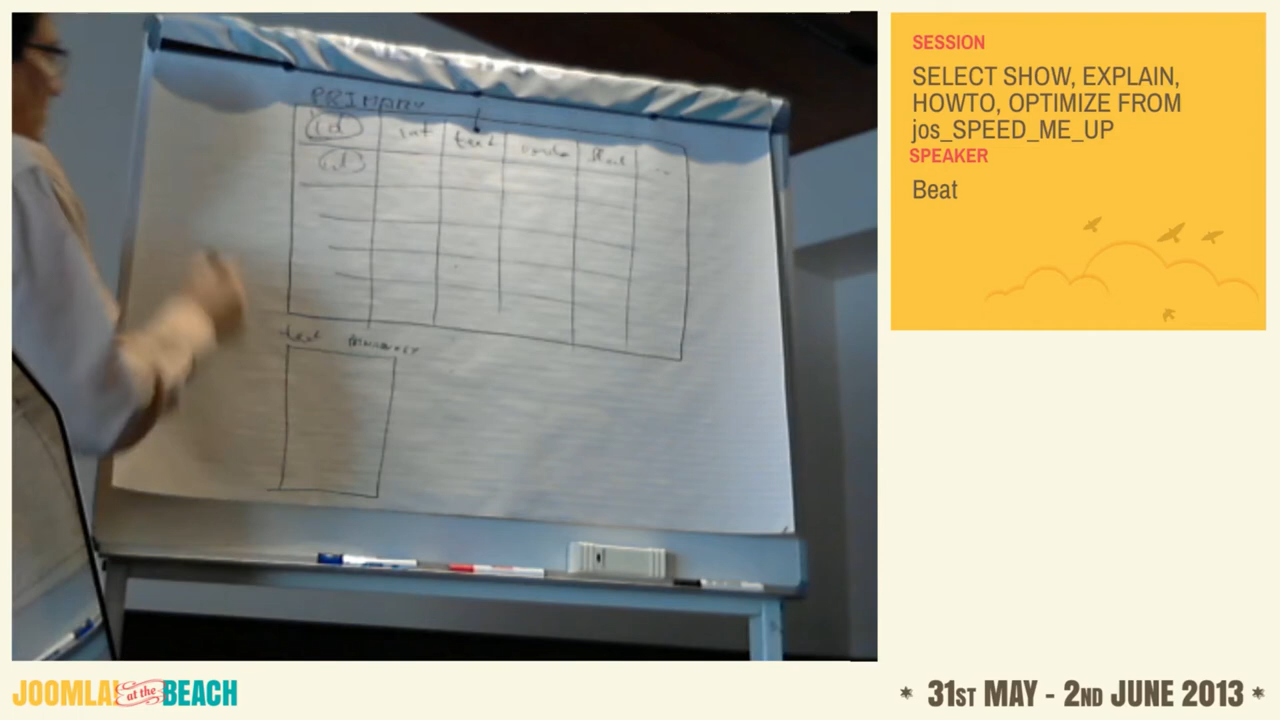 SESSION
SELECT SHOW, EXPLAIN,
HOWTO, OPTIMIZE FROM
jos_SPEED_ME_UP
SPEAKER
Beat
PRIMARY
id int text
id
text
JOOMLA! at the BEACH
* 31ST MAY - 2ND JUNE 2013 *